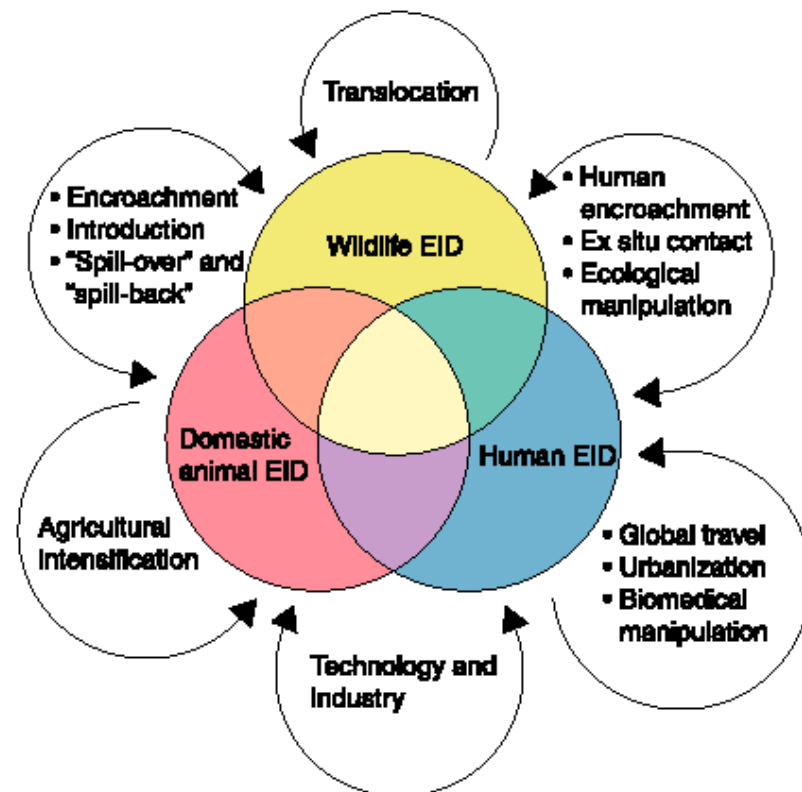 Translocation
• Encroachment
• Introduction
• "Spill-over" and
"spill-back"
Wildlife EID
• Human
encroachment
• Ex situ contact
• Ecological
manipulation
Domestic
animal EID
Human EID
Agricultural
Intensification
• Global travel
• Urbanization
• Biomedical
manipulation
Technology and
Industry